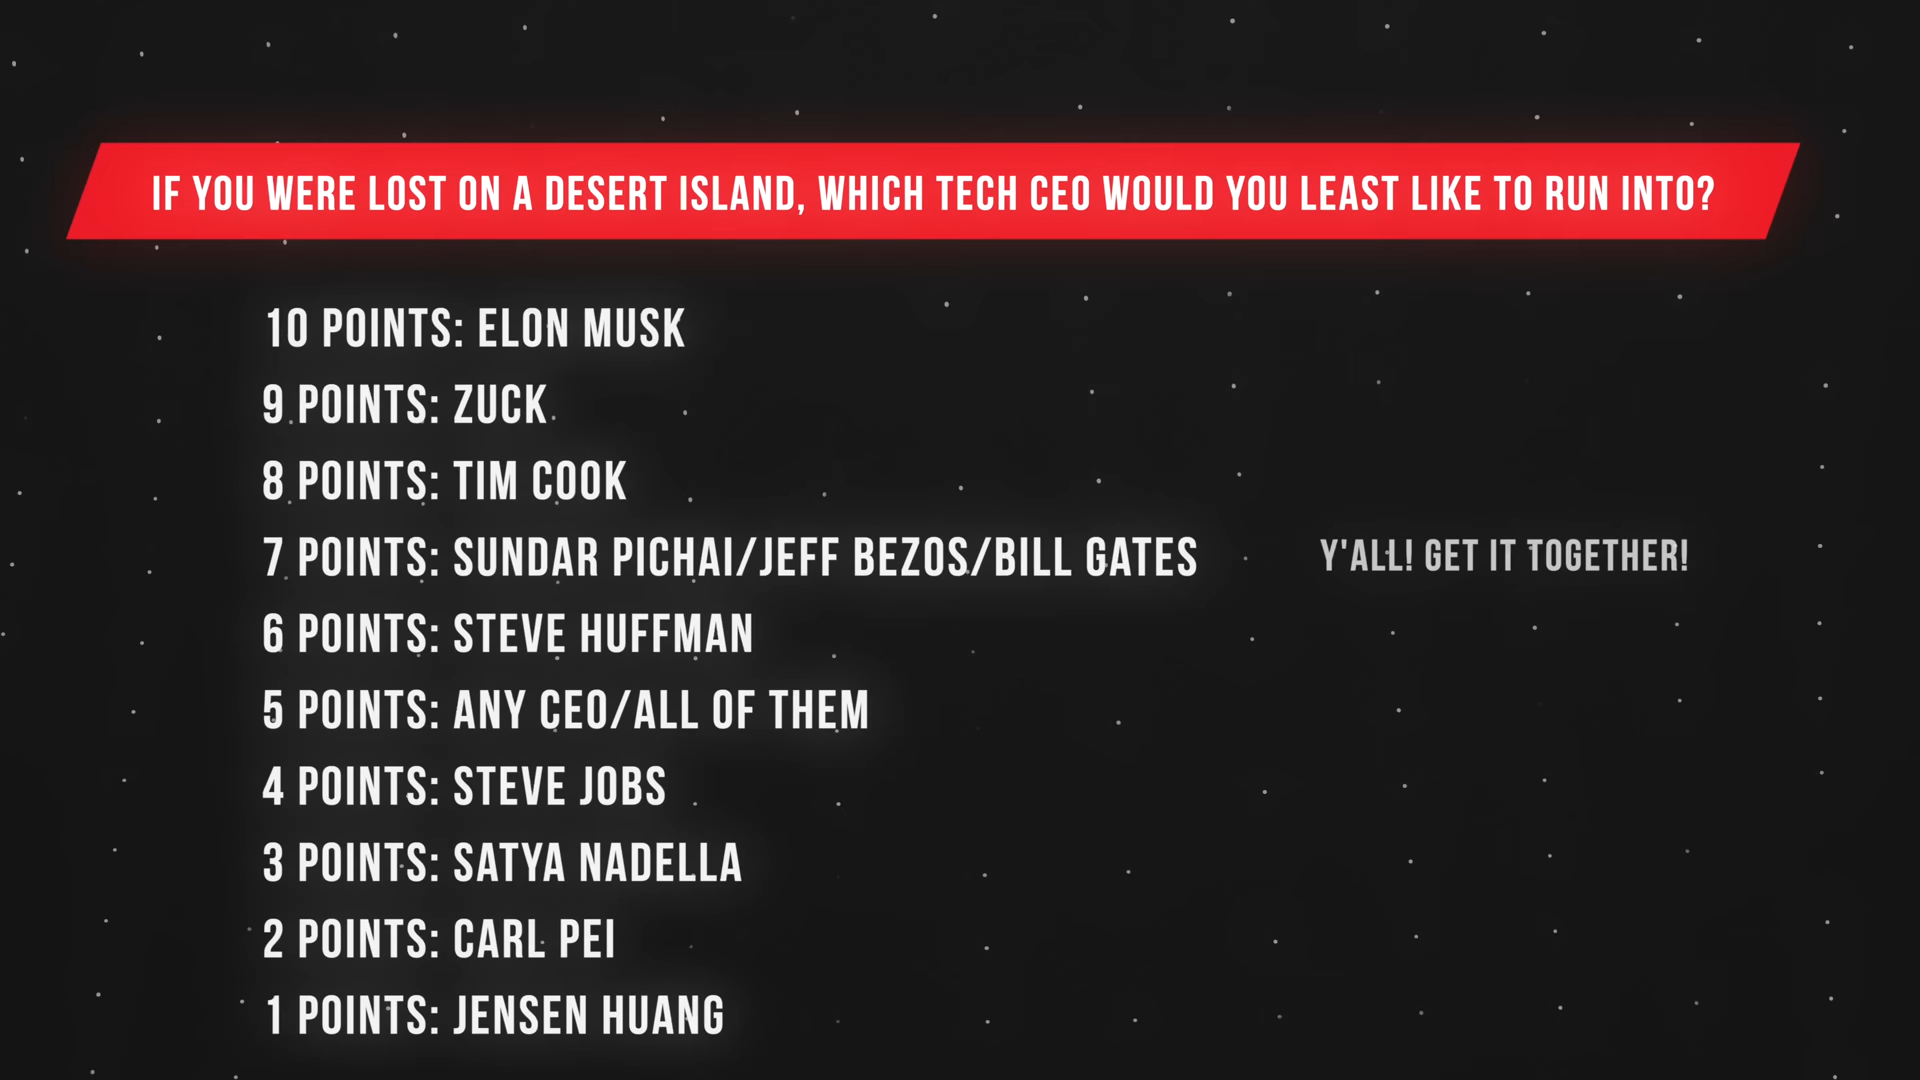 IF YOU WERE LOST ON A DESERT ISLAND, WHICH TECH CEO WOULD YOU LEAST LIKE TO RUN INTO?
10 POINTS: ELON MUSK
9 POINTS: ZUCK
8 POINTS: TIM COOK
7 POINTS: SUNDAR PICHAI/JEFF BEZOS/BILL GATES Y'ALL! GET IT TOGETHER!
6 POINTS: STEVE HUFFMAN
5 POINTS: ANY CEO/ALL OF THEM
4 POINTS: STEVE JOBS
3 POINTS: SATYA NADELLA
2 POINTS: CARL PEI
1 POINTS: JENSEN HUANG